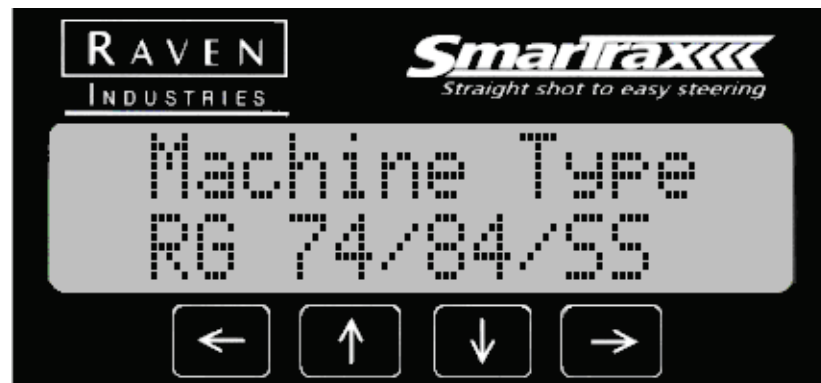 RAVEN
INDUSTRIES
SmarTrax
Straight shot to easy steering
Machine Type
RG 74/84/SS